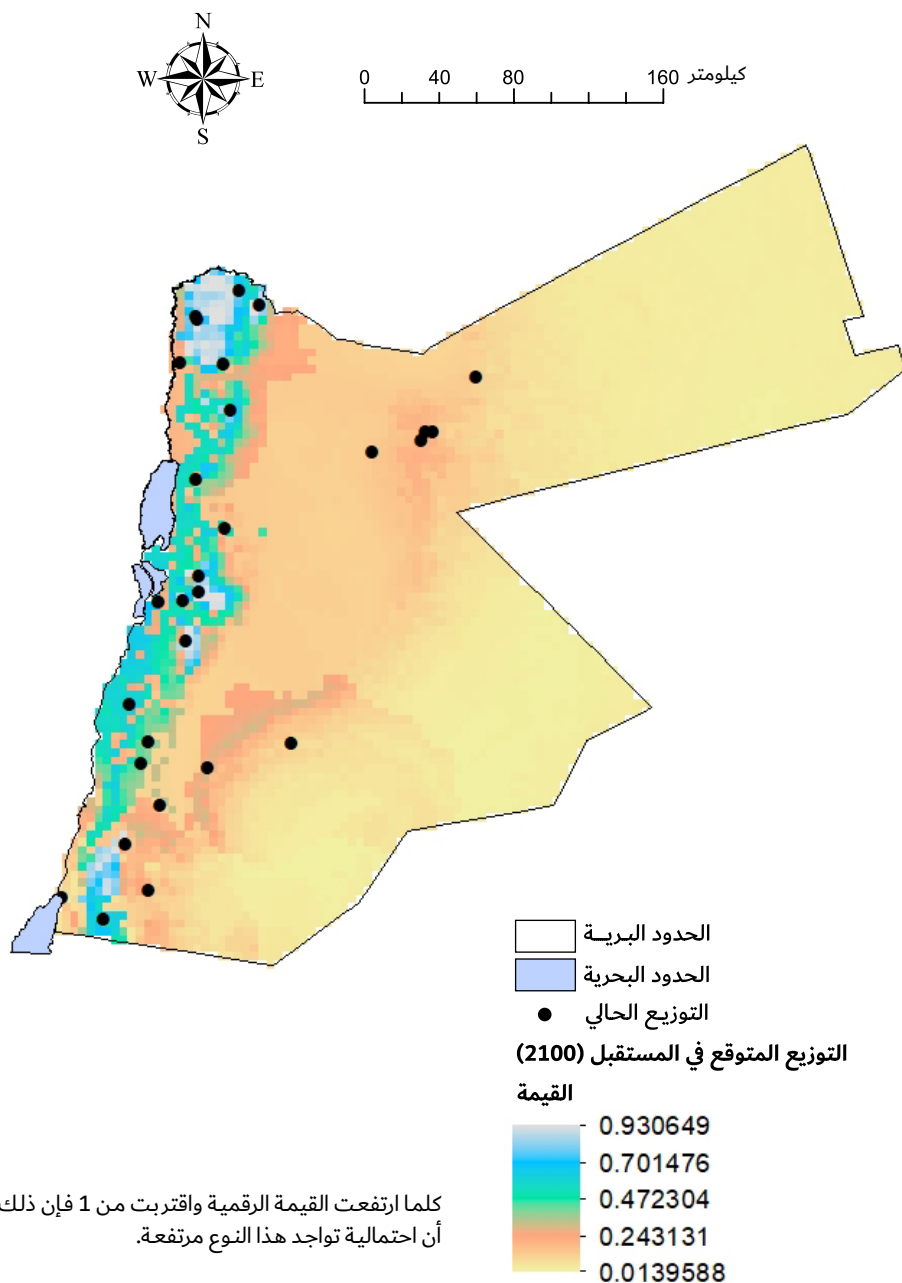 N
W E
S
0 40 80 160 كيلومتر
الحدود البرية
الحدود البحرية
التوزيع الحالي
التوزيع المتوقع في المستقبل (2100)
القيمة
0.930649
0.701476
0.472304
0.243131
0.0139588
كلما ارتفعت القيمة الرقمية واقتربت من 1 فإن ذلك
أن احتمالية تواجد هذا النوع مرتفعة.